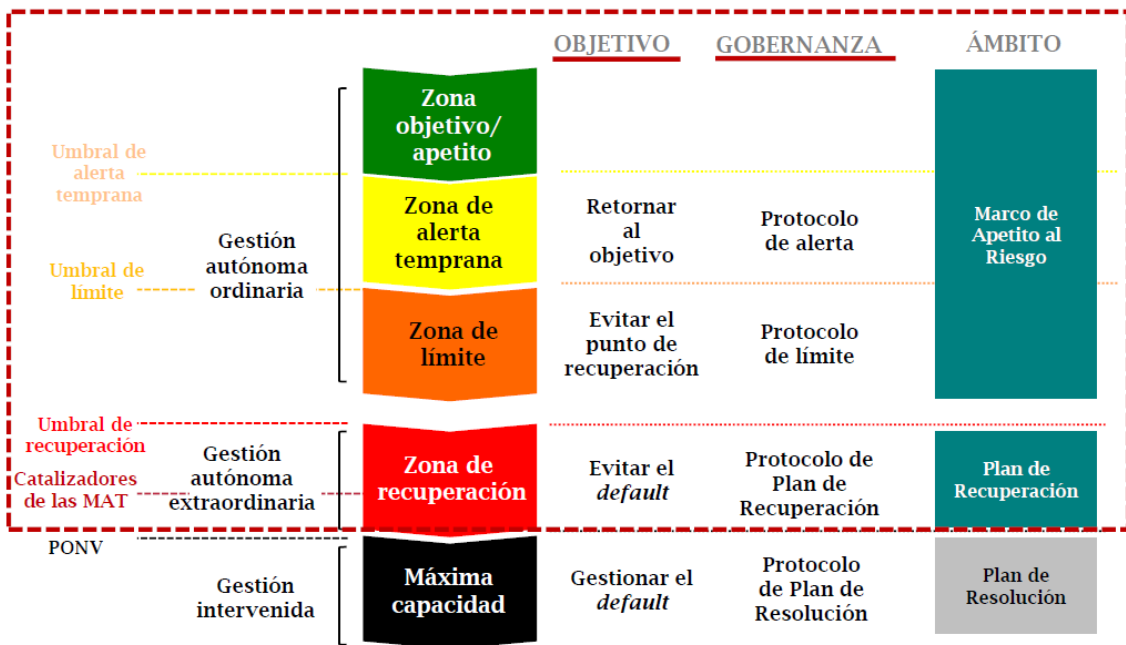 OBJETIVO
GOBERNANZA
ÁMBITO
Zona
objetivo/
apetito
Umbral de
alerta
temprana
Zona de
alerta
temprana
Retornar
al
objetivo
Protocolo
de alerta
Marco de
Apetito al
Riesgo
Gestión
autónoma
ordinaria
Umbral de
límite
Zona de
límite
Evitar el
punto de
recuperación
Protocolo
de límite
Umbral de
recuperación
Catalizadores
de las MAT
Gestión
autónoma
extraordinaria
Zona de
recuperación
Evitar el
default
Protocolo de
Plan de
Recuperación
Plan de
Recuperación
PONV
Gestión
intervenida
Máxima
capacidad
Gestionar el
default
Protocolo
de Plan de
Resolución
Plan de
Resolución